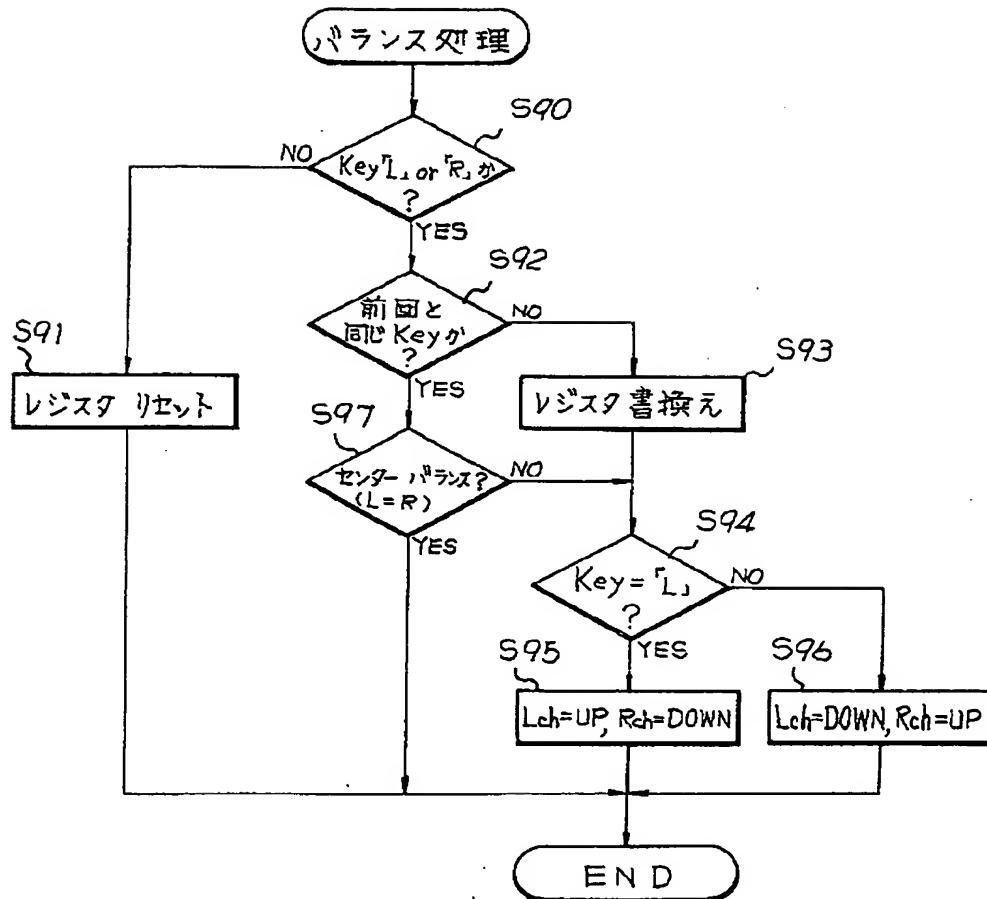 バランス処理
S90
Key「L」or「R」か
?
NO
YES
S92
前回と
同じKeyか
?
NO
YES
S91
レジスタ リセット
S93
レジスタ書換え
S97
センターバランス?
(L=R)
NO
YES
S94
Key=「L」
?
NO
YES
S95
Lch=UP, Rch=DOWN
S96
Lch=DOWN, Rch=UP
END